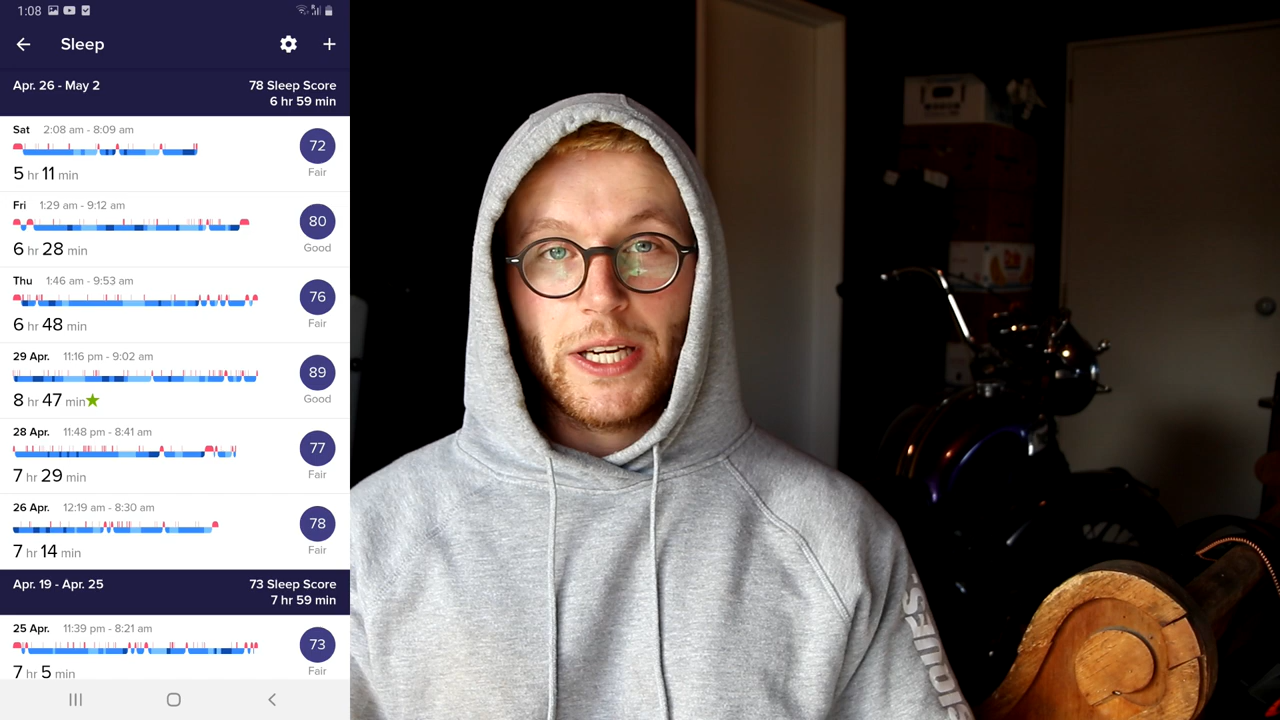 1:08
Sleep
Apr. 26 - May 2
78 Sleep Score
6 hr 59 min
Sat 2:08 am - 8:09 am
72
Fair
5 hr 11 min
Fri 1:29 am - 9:12 am
80
Good
6 hr 28 min
Thu 1:46 am - 9:53 am
76
Fair
6 hr 48 min
29 Apr. 11:16 pm - 9:02 am
89
Good
8 hr 47 min
28 Apr. 11:48 pm - 8:41 am
77
Fair
7 hr 29 min
26 Apr. 12:19 am - 8:30 am
78
Fair
7 hr 14 min
Apr. 19 - Apr. 25
73 Sleep Score
7 hr 59 min
25 Apr. 11:39 pm - 8:21 am
73
Fair
7 hr 5 min